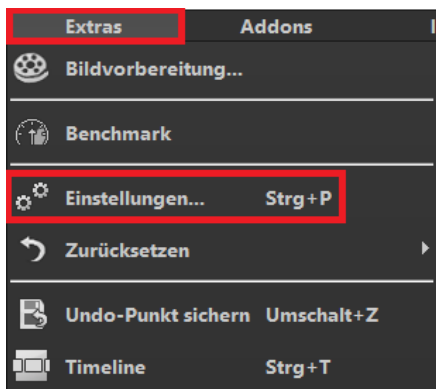 Extras Addons
Bildvorbereitung...
Benchmark
Einstellungen... Strg+P
Zurücksetzen
Undo-Punkt sichern Umschalt+Z
Timeline Strg+T